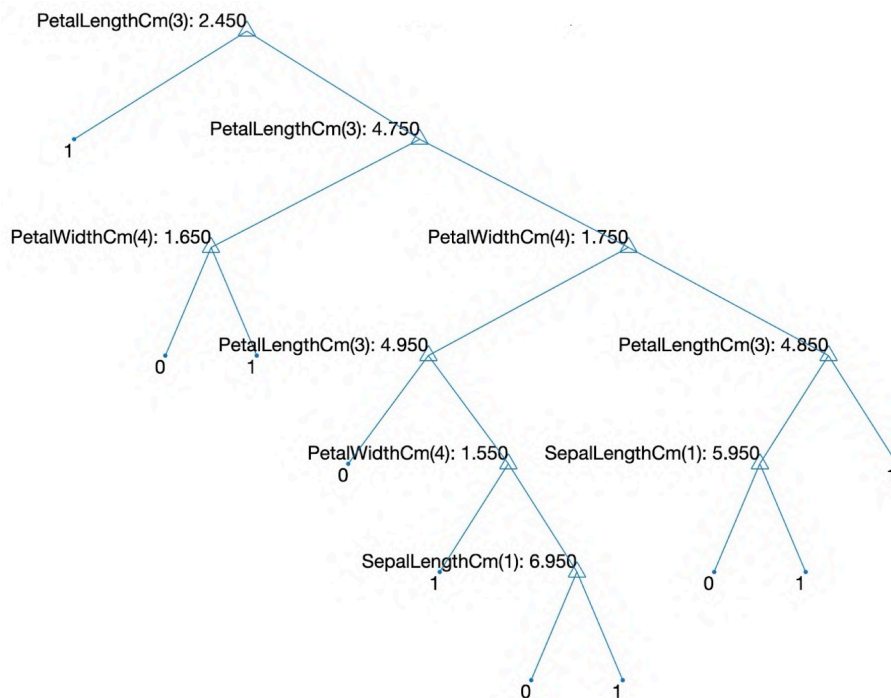 PetalLengthCm(3): 2.450
1
PetalLengthCm(3): 4.750
PetalWidthCm(4): 1.650
PetalWidthCm(4): 1.750
0
1
PetalLengthCm(3): 4.950
PetalLengthCm(3): 4.850
0
PetalWidthCm(4): 1.550
SepalLengthCm(1): 5.950
1
SepalLengthCm(1): 6.950
0
1
0
1